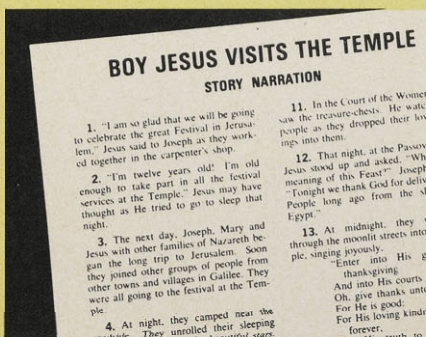 BOY JESUS VISITS THE TEMPLE
STORY NARRATION
1. "I am so glad that we will be going
to celebrate the great Festival in Jerusa-
lem," Jesus said to Joseph as they work-
ed together in the carpenter's shop.
2. "I'm twelve years old! I'm old
enough to take part in all the festival
services at the Temple," Jesus may have
thought as He tried to go to sleep that
night.
3. The next day, Joseph, Mary and
Jesus with other families of Nazareth be-
gan the long trip to Jerusalem. Soon
they joined other groups of people from
other towns and villages in Galilee. They
were all going to the festival at the Tem-
ple.
4. At night, they camped near the
They unrolled their sleeping
beautiful stars.
11. In the Court of the Women
saw the treasure-chests. He watc
people as they dropped their lov
ings into them.
12. That night, at the Passov
Jesus stood up and asked, "Wh
meaning of this Feast?" Joseph
"Tonight we thank God for deliv
People long ago from the sl
Egypt."
13. At midnight, they
through the moonlit streets into
ple, singing joyously.
"Enter into His g
thanksgiving
And into His courts
Oh, give thanks unto
For He is good:
For His loving kindn
forever,
truth to